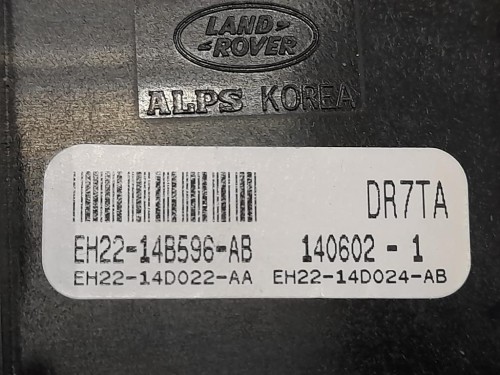 LAND-
-ROVER
ALPS KOREA
DR7TA
EH22-14B596-AB 140602-1
EH22-14D022-AA EH22-14D024-AB